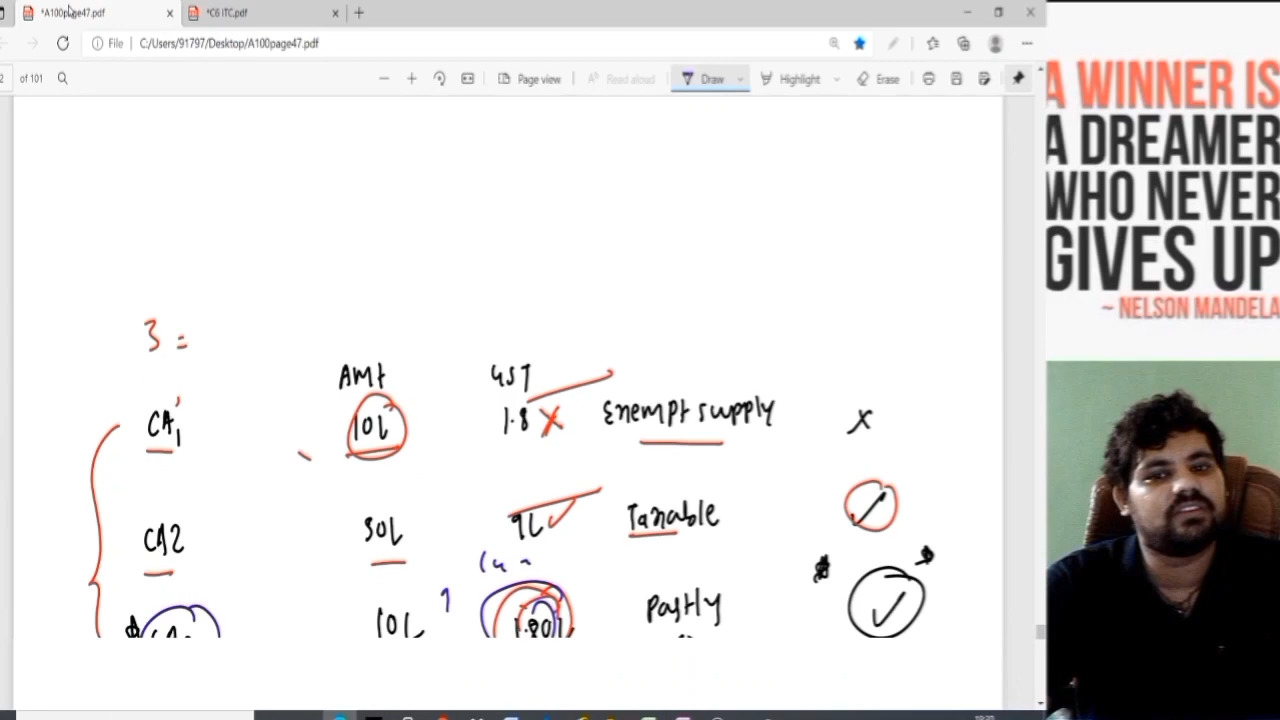 *A100page47.pdf
*C6 ITC.pdf
File
C:/Users/91797/Desktop/A100page47.pdf
of 101
Page view
Read aloud
Draw
Highlight
Erase
3 =
AMt
GST
CA1
10L
1.8 X
Exempt supply
X
CA2
50L
9L ✓
Taxable
10L
Partly
A WINNER IS
A DREAMER
WHO NEVER
GIVES UP
~ NELSON MANDELA